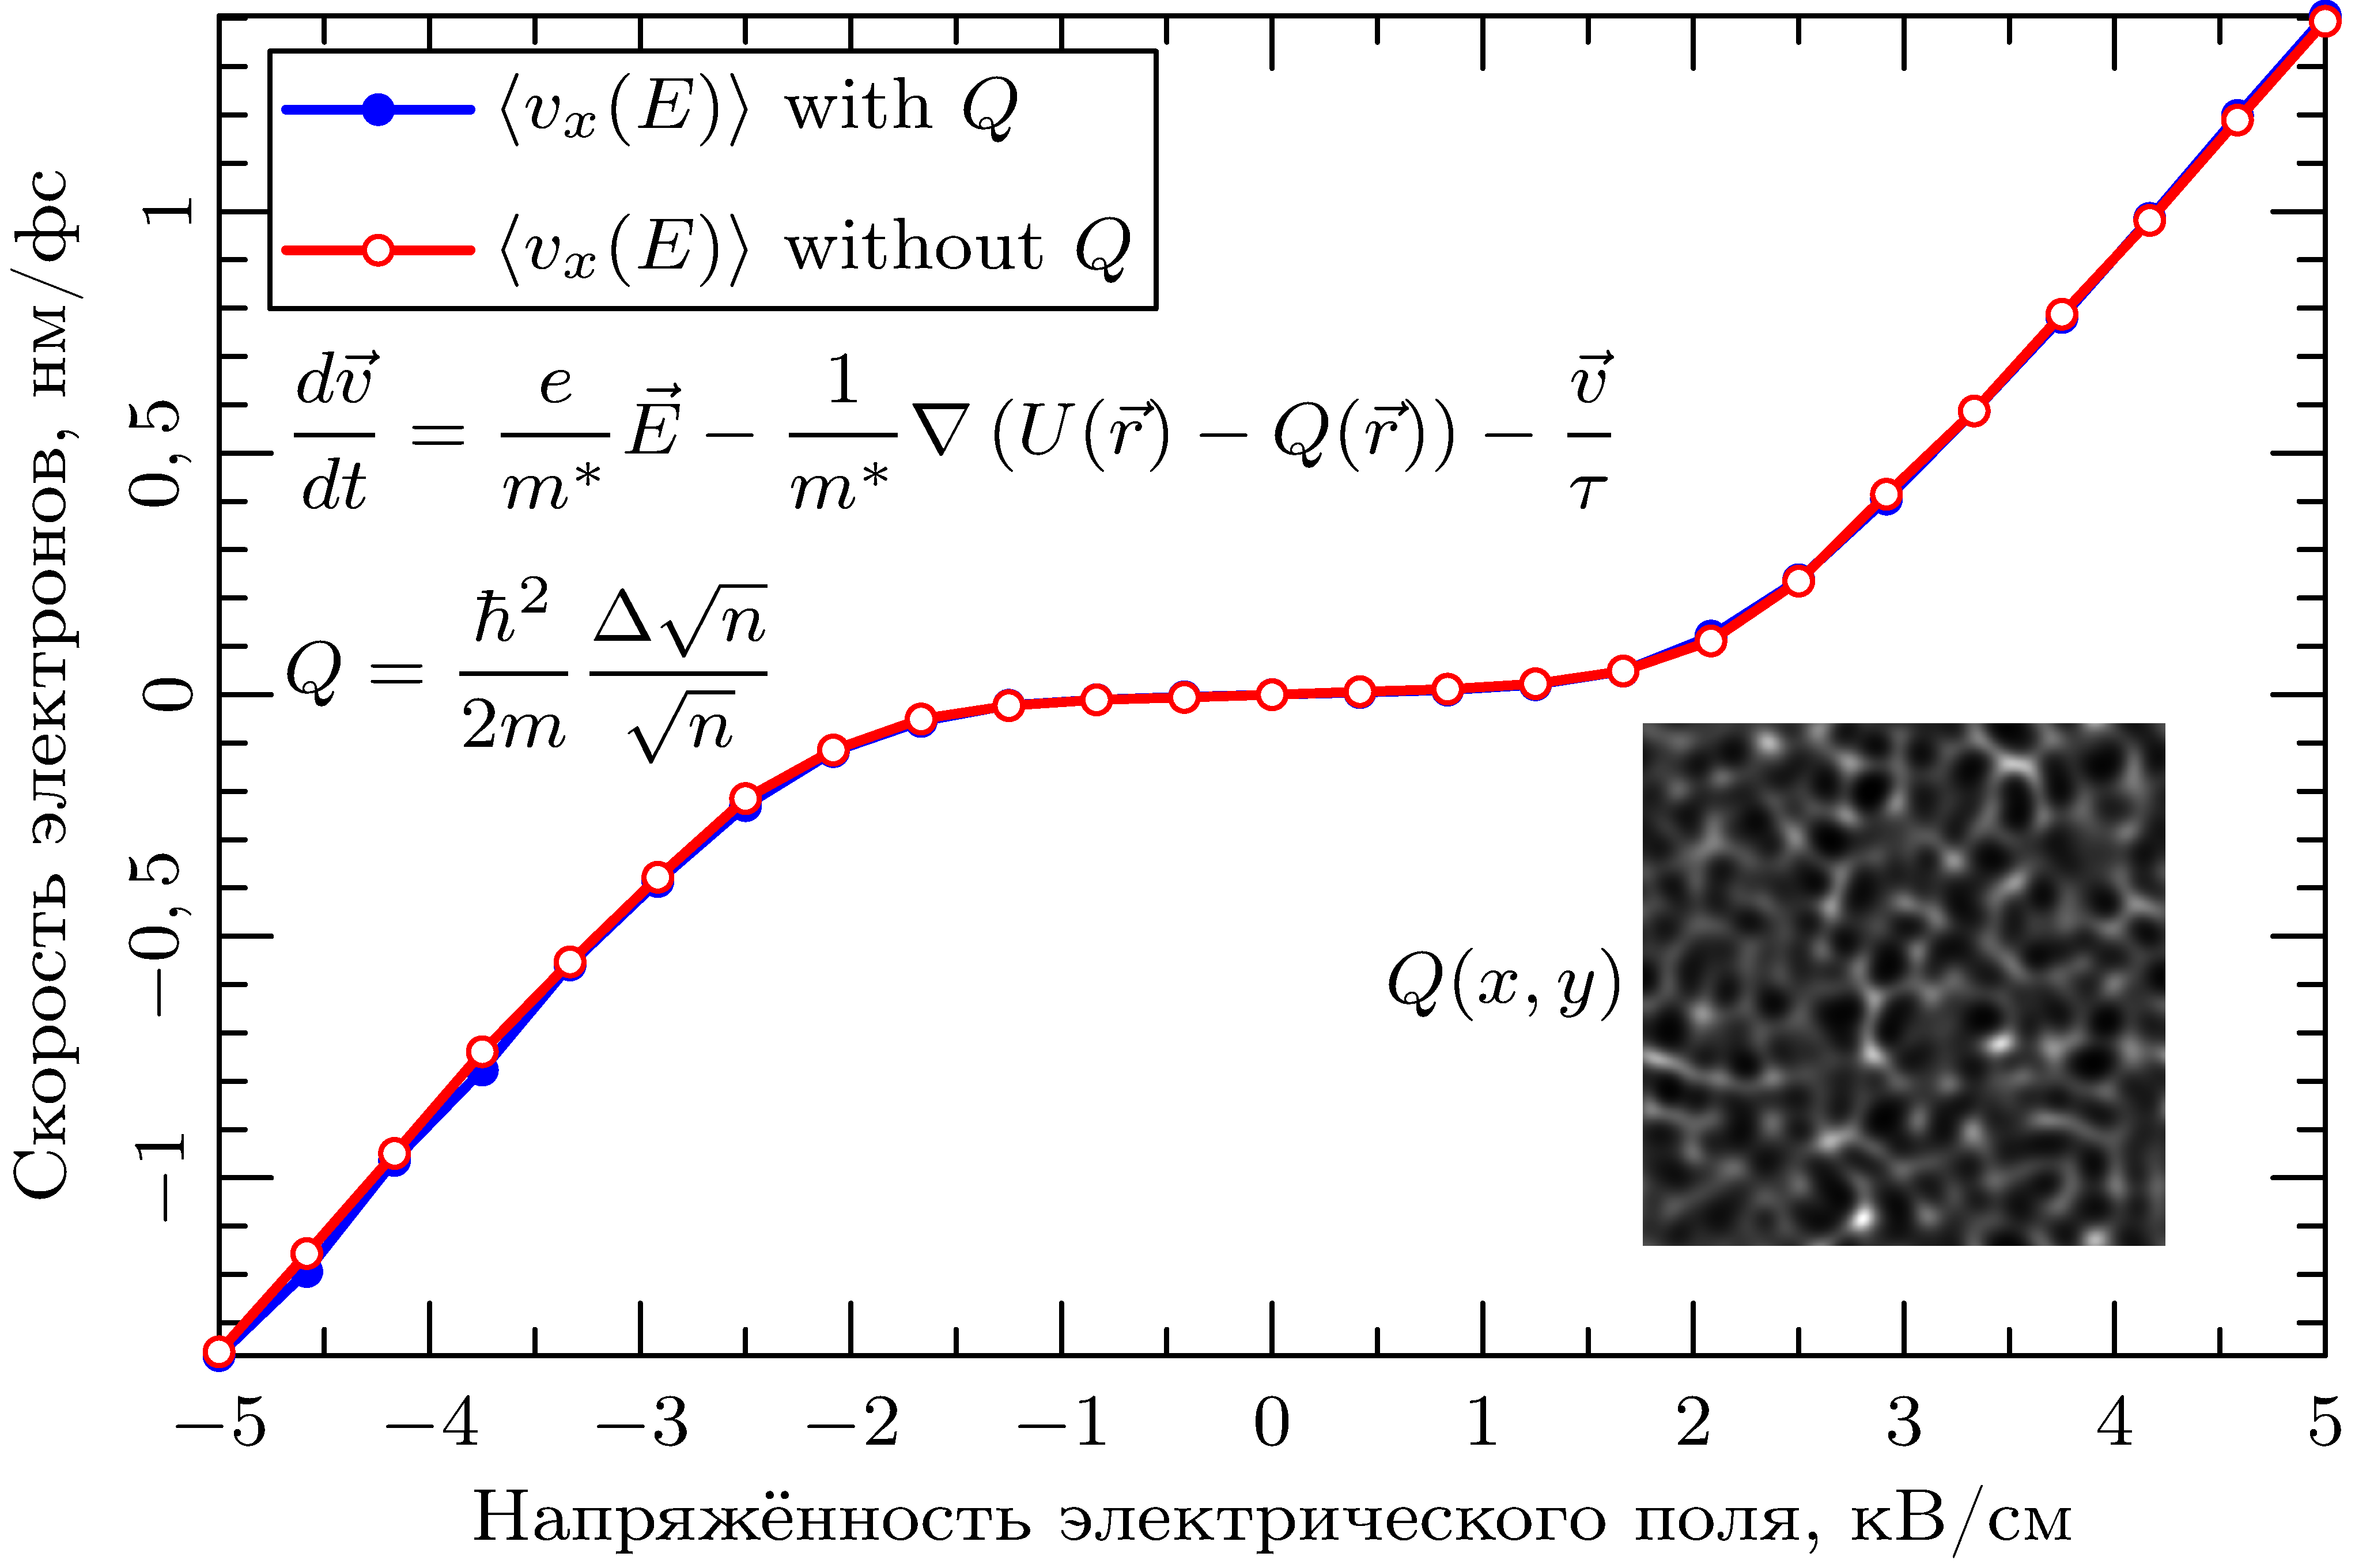 ⟨v_x(E)⟩ with Q
⟨v_x(E)⟩ without Q
dv⃗/dt = e/m* E⃗ − 1/m* ∇ (U(r⃗) − Q(r⃗)) − v⃗/τ
Q = ħ²/2m Δ√n/√n
Q(x, y)
Скорость электронов, нм/фс
1
0,5
0
−0,5
−1
−5 −4 −3 −2 −1 0 1 2 3 4 5
Напряжённость электрического поля, кВ/см